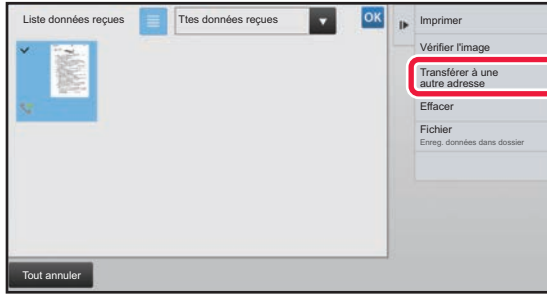 Liste données reçues
Ttes données reçues
OK
Imprimer
Vérifier l'image
Transférer à une
autre adresse
Effacer
Fichier
Enreg. données dans dossier
Tout annuler